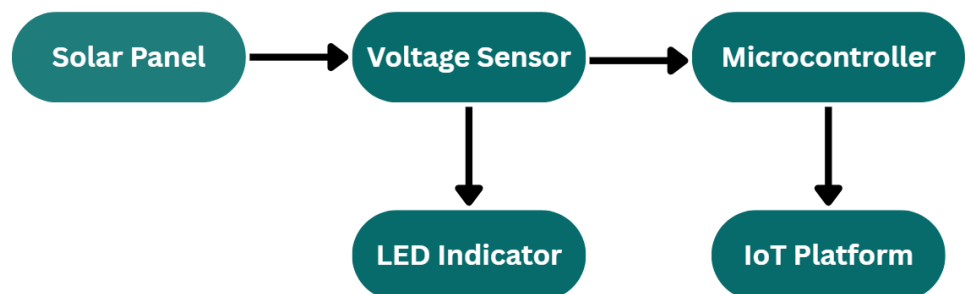 Solar Panel
Voltage Sensor
Microcontroller
LED Indicator
IoT Platform